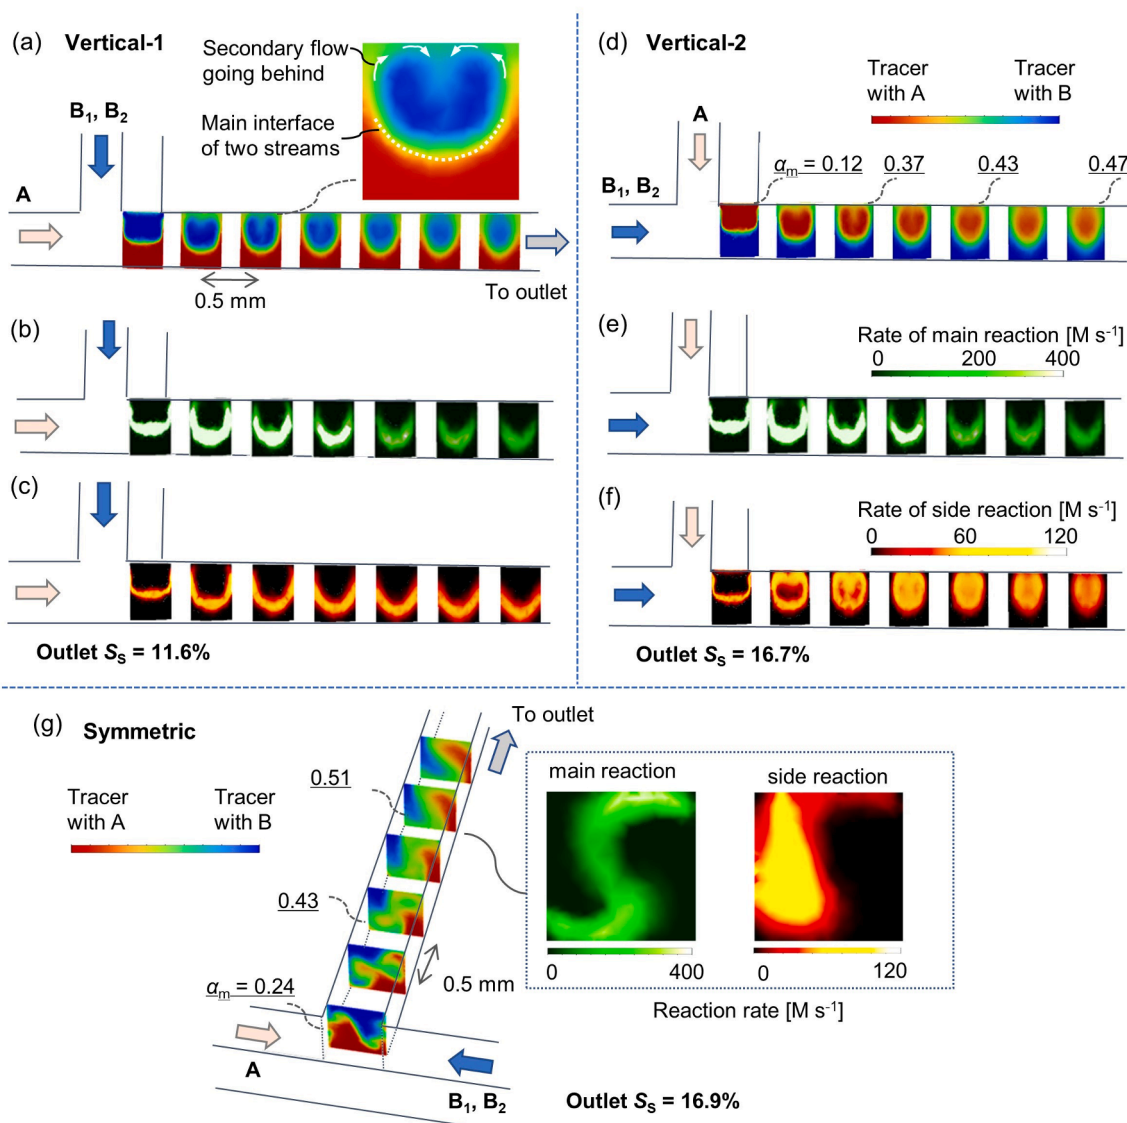 (a) Vertical-1
Secondary flow
going behind
B₁, B₂
Main interface
of two streams
A
0.5 mm
To outlet
(b)
(c)
Outlet Sₛ = 11.6%
(d) Vertical-2
Tracer
with A
Tracer
with B
A
αₘ = 0.12
0.37
0.43
0.47
B₁, B₂
(e)
Rate of main reaction [M s⁻¹]
0 200 400
(f)
Rate of side reaction [M s⁻¹]
0 60 120
Outlet Sₛ = 16.7%
(g) Symmetric
To outlet
Tracer
with A
Tracer
with B
0.51
0.43
αₘ = 0.24
0.5 mm
A
B₁, B₂
main reaction
side reaction
0 400
0 120
Reaction rate [M s⁻¹]
Outlet Sₛ = 16.9%